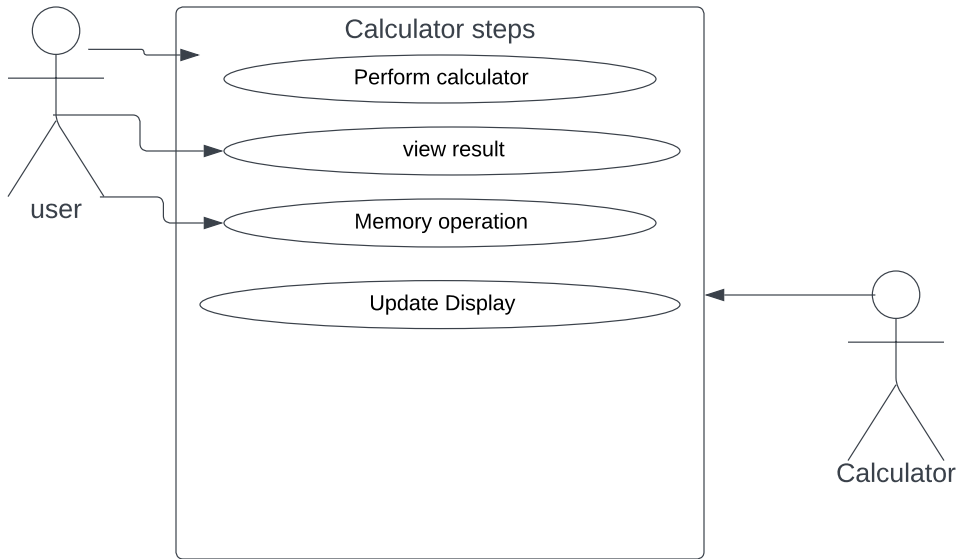 Calculator steps
Perform calculator
view result
Memory operation
user
Update Display
Calculator